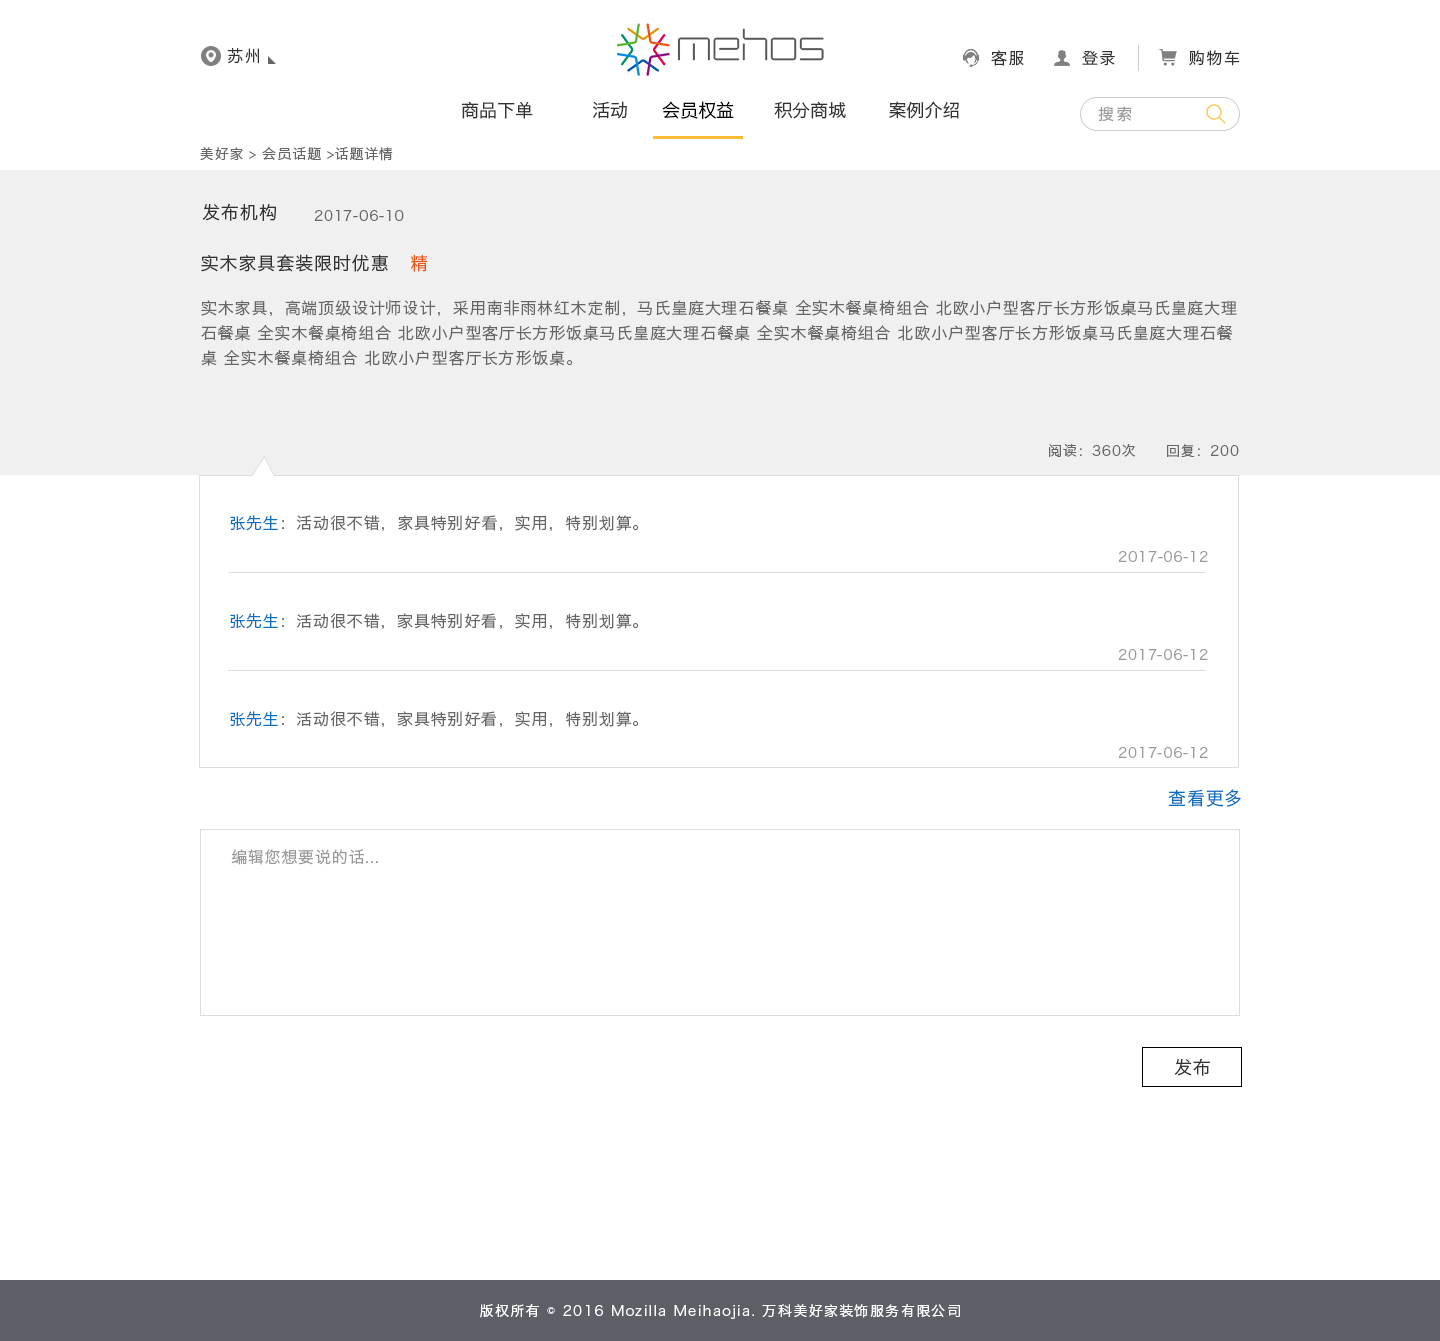 苏州
mehos
客服 登录 购物车
商品下单 活动 会员权益 积分商城 案例介绍
搜索
美好家 > 会员话题 >话题详情
发布机构 2017-06-10
实木家具套装限时优惠 精
实木家具，高端顶级设计师设计，采用南非雨林红木定制，马氏皇庭大理石餐桌 全实木餐桌椅组合 北欧小户型客厅长方形饭桌马氏皇庭大理
石餐桌 全实木餐桌椅组合 北欧小户型客厅长方形饭桌马氏皇庭大理石餐桌 全实木餐桌椅组合 北欧小户型客厅长方形饭桌马氏皇庭大理石餐
桌 全实木餐桌椅组合 北欧小户型客厅长方形饭桌。
阅读：360次 回复：200
张先生：活动很不错，家具特别好看，实用，特别划算。
2017-06-12
张先生：活动很不错，家具特别好看，实用，特别划算。
2017-06-12
张先生：活动很不错，家具特别好看，实用，特别划算。
2017-06-12
查看更多
编辑您想要说的话...
发布
版权所有 © 2016 Mozilla Meihaojia. 万科美好家装饰服务有限公司